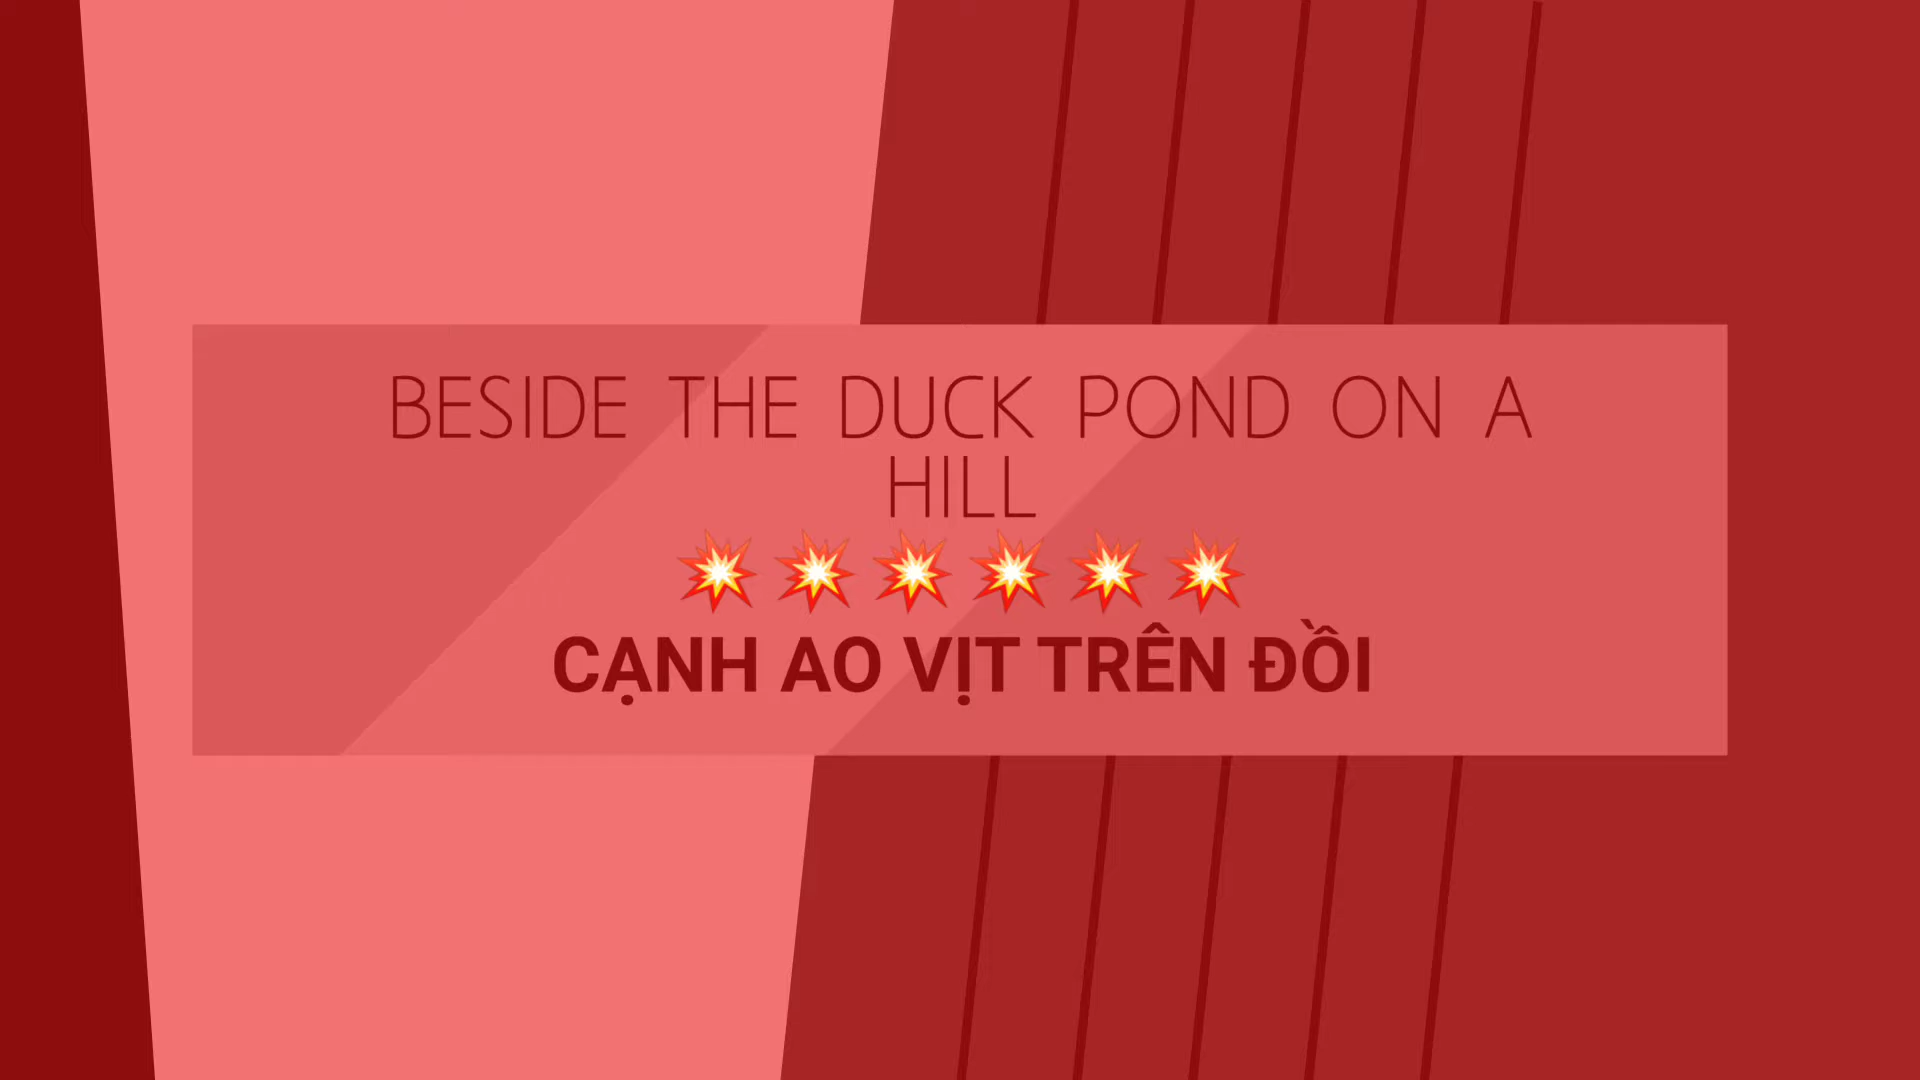 BESIDE THE DUCK POND ON A
HILL
💥💥💥💥💥💥
CẠNH AO VỊT TRÊN ĐỒI